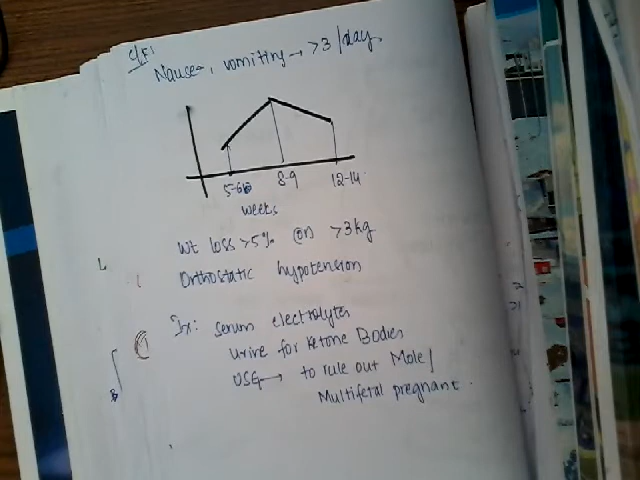 C/F:
Nausea, vomiting → >3/day.
5-6 8-9 12-14
weeks
wt loss >5% (or) >3kg
Orthostatic hypotension
Ix: serum electrolytes
urine for ketone Bodies
USG → to rule out Mole/
Multifetal pregnant.